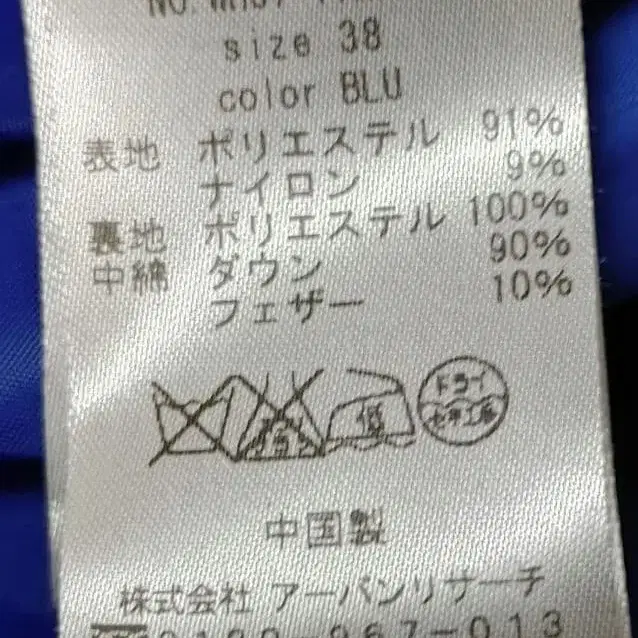 size 38
color BLU
表地 ポリエステル 91%
ナイロン 9%
裏地 ポリエステル 100%
中綿 ダウン 90%
フェザー 10%
低 ドライ
中国製
株式会社 アーバンリサーチ
0120-967-013